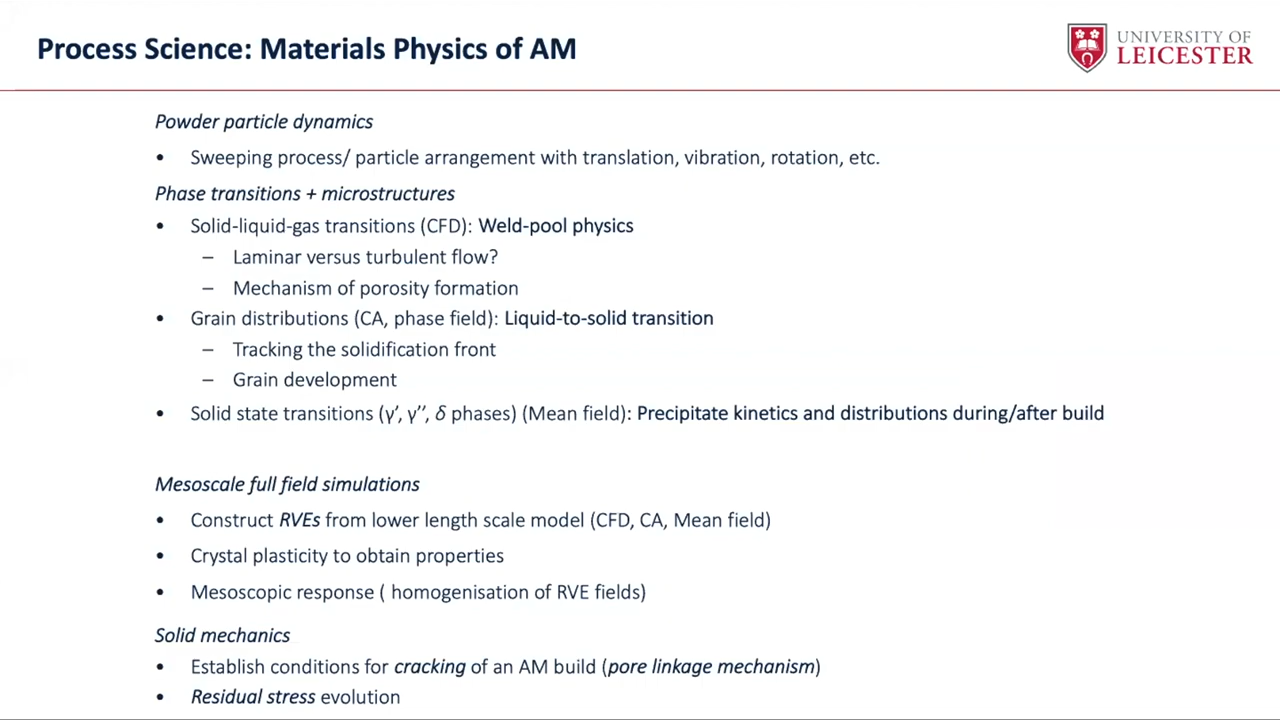 Process Science: Materials Physics of AM
UNIVERSITY OF
LEICESTER
Powder particle dynamics
• Sweeping process/ particle arrangement with translation, vibration, rotation, etc.
Phase transitions + microstructures
• Solid-liquid-gas transitions (CFD): Weld-pool physics
– Laminar versus turbulent flow?
– Mechanism of porosity formation
• Grain distributions (CA, phase field): Liquid-to-solid transition
– Tracking the solidification front
– Grain development
• Solid state transitions (γ’, γ’’, δ phases) (Mean field): Precipitate kinetics and distributions during/after build
Mesoscale full field simulations
• Construct RVEs from lower length scale model (CFD, CA, Mean field)
• Crystal plasticity to obtain properties
• Mesoscopic response ( homogenisation of RVE fields)
Solid mechanics
• Establish conditions for cracking of an AM build (pore linkage mechanism)
• Residual stress evolution